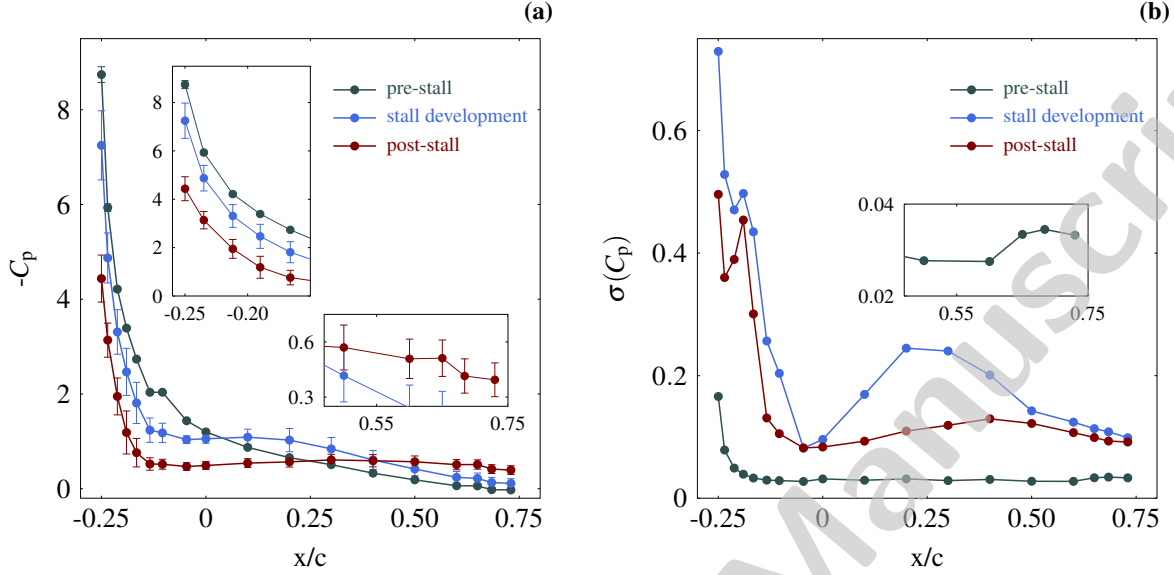 (a)
8
6
4
2
0
-C_p
-0.25
0
0.25
0.50
0.75
x/c
pre-stall
stall development
post-stall
8
6
4
2
0
-0.25
-0.20
0.6
0.3
0.55
0.75
(b)
0.6
0.4
0.2
0
σ(C_p)
-0.25
0
0.25
0.50
0.75
x/c
pre-stall
stall development
post-stall
0.04
0.02
0.55
0.75
Manuscri